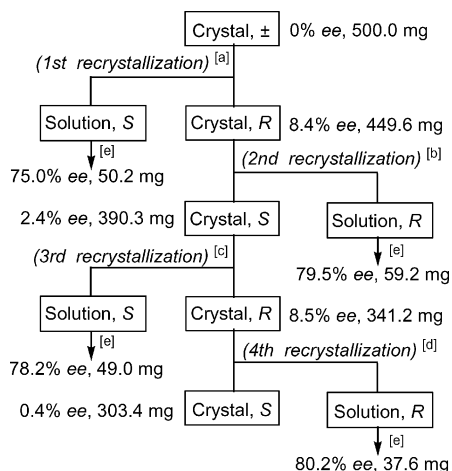 Crystal, ± 0% ee, 500.0 mg
(1st recrystallization) [a]
Solution, S Crystal, R 8.4% ee, 449.6 mg
[e] (2nd recrystallization) [b]
75.0% ee, 50.2 mg
2.4% ee, 390.3 mg Crystal, S Solution, R
(3rd recrystallization) [c] [e]
79.5% ee, 59.2 mg
Solution, S Crystal, R 8.5% ee, 341.2 mg
[e] (4th recrystallization) [d]
78.2% ee, 49.0 mg
0.4% ee, 303.4 mg Crystal, S Solution, R
[e]
80.2% ee, 37.6 mg